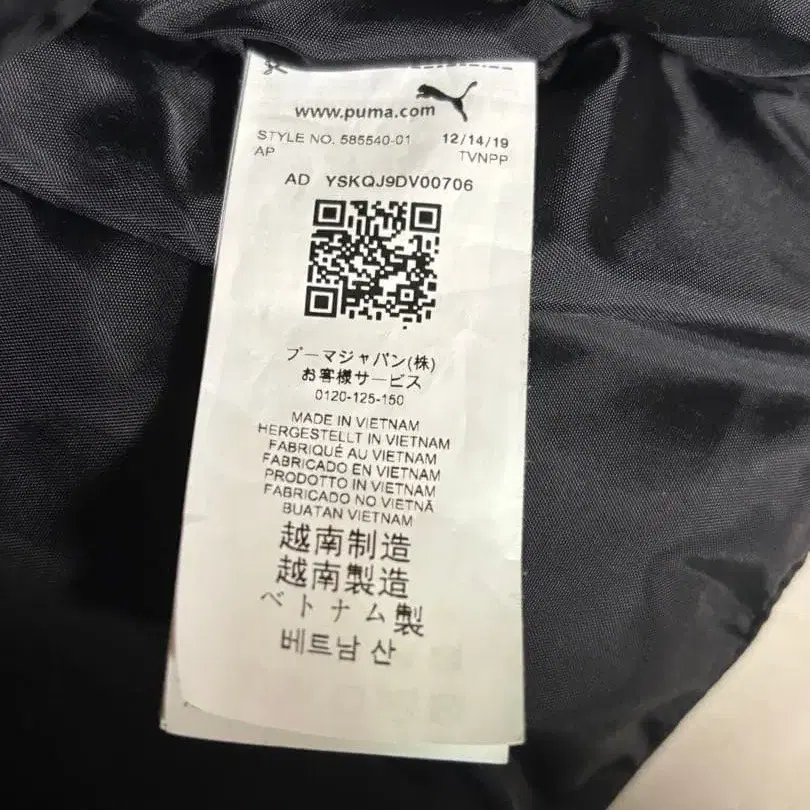 www.puma.com
STYLE NO. 585540-01 12/14/19
AP TVNPP
AD YSKQJ9DV00706
プーマジャパン(株)
お客様サービス
0120-125-150
MADE IN VIETNAM
HERGESTELLT IN VIETNAM
FABRIQUÉ AU VIETNAM
FABRICADO EN VIETNAM
PRODOTTO IN VIETNAM
FABRICADO NO VIETNÃ
BUATAN VIETNAM
越南制造
越南製造
ベトナム製
베트남 산